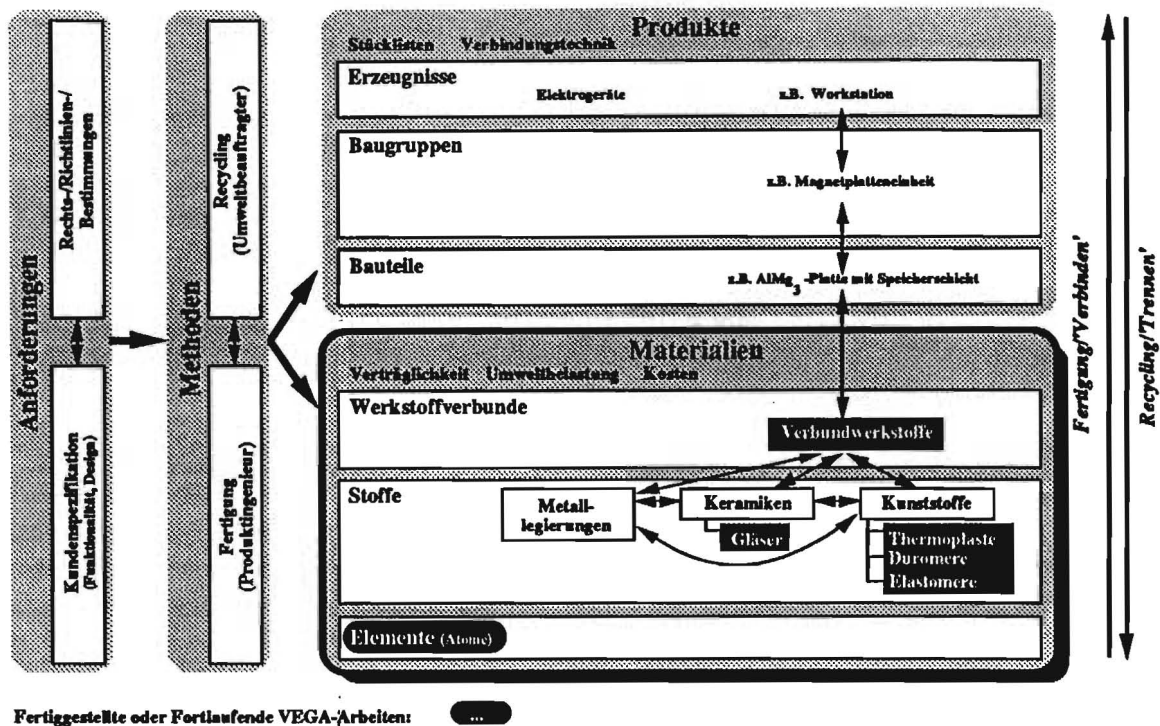 Anforderungen
Rechts-/Richtlinien-/
Bestimmungen
Kundenspezifikation
(Funktionalität, Design)
Methoden
Recycling
(Umweltbeauftragter)
Fertigung
(Produktingenieur)
Produkte
Stücklisten Verbindungstechnik
Erzeugnisse
Elektrogeräte z.B. Workstation
Baugruppen
z.B. Magnetplatteneinheit
Bauteile
z.B. AlMg3-Platte mit Speicherschicht
Materialien
Verträglichkeit Umweltbelastung Kosten
Werkstoffverbunde
Verbundwerkstoffe
Stoffe
Metall-
legierungen
Keramiken
Gläser
Kunststoffe
Thermoplaste
Duromere
Elastomere
Elemente (Atome)
Fertigung/'Verbinden'
Recycling/'Trennen'
Fertiggestellte oder Fortlaufende VEGA-Arbeiten: ...